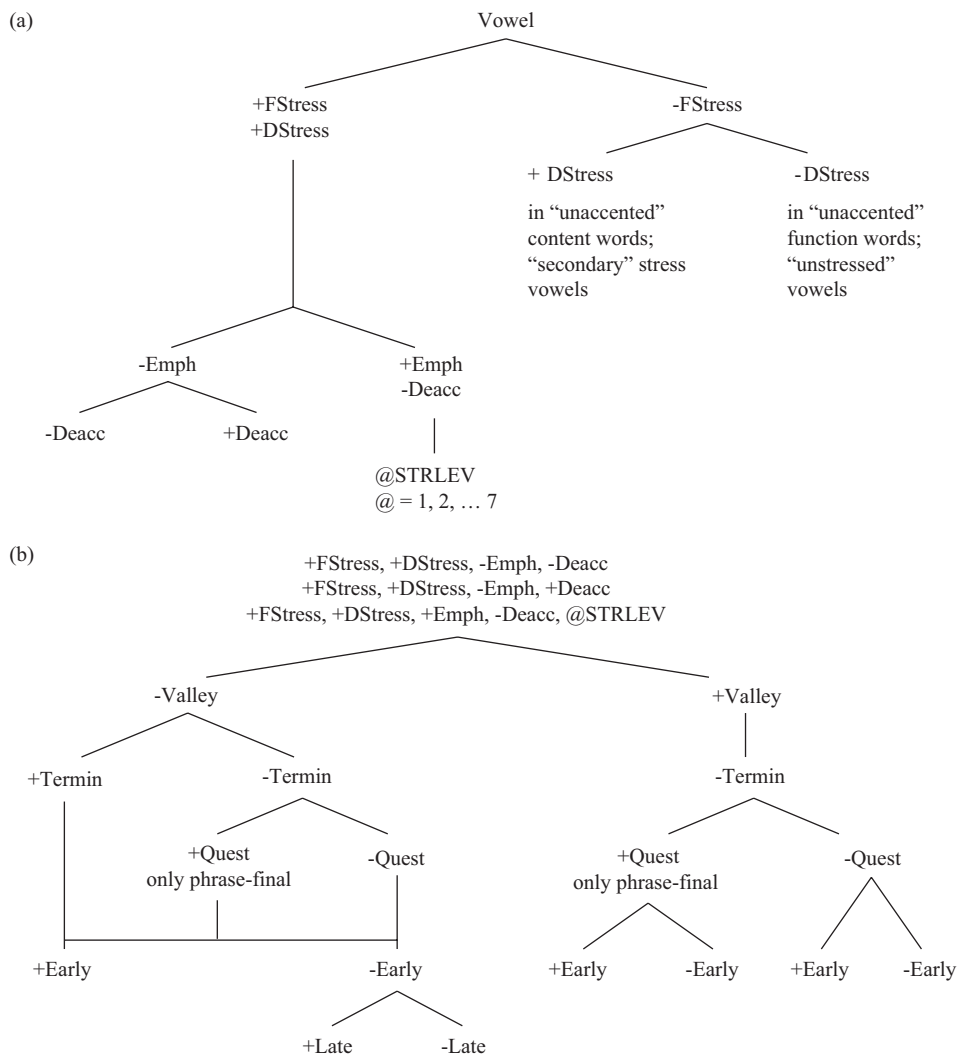 (a)
Vowel
+FStress
+DStress
-FStress
+ DStress
-DStress
in “unaccented”
content words;
“secondary” stress
vowels
in “unaccented”
function words;
“unstressed”
vowels
-Emph
+Emph
-Deacc
-Deacc
+Deacc
@STRLEV
@ = 1, 2, … 7
(b)
+FStress, +DStress, -Emph, -Deacc
+FStress, +DStress, -Emph, +Deacc
+FStress, +DStress, +Emph, -Deacc, @STRLEV
-Valley
+Valley
+Termin
-Termin
-Termin
+Quest
only phrase-final
-Quest
+Quest
only phrase-final
-Quest
+Early
-Early
+Early
-Early
+Early
-Early
+Late
-Late